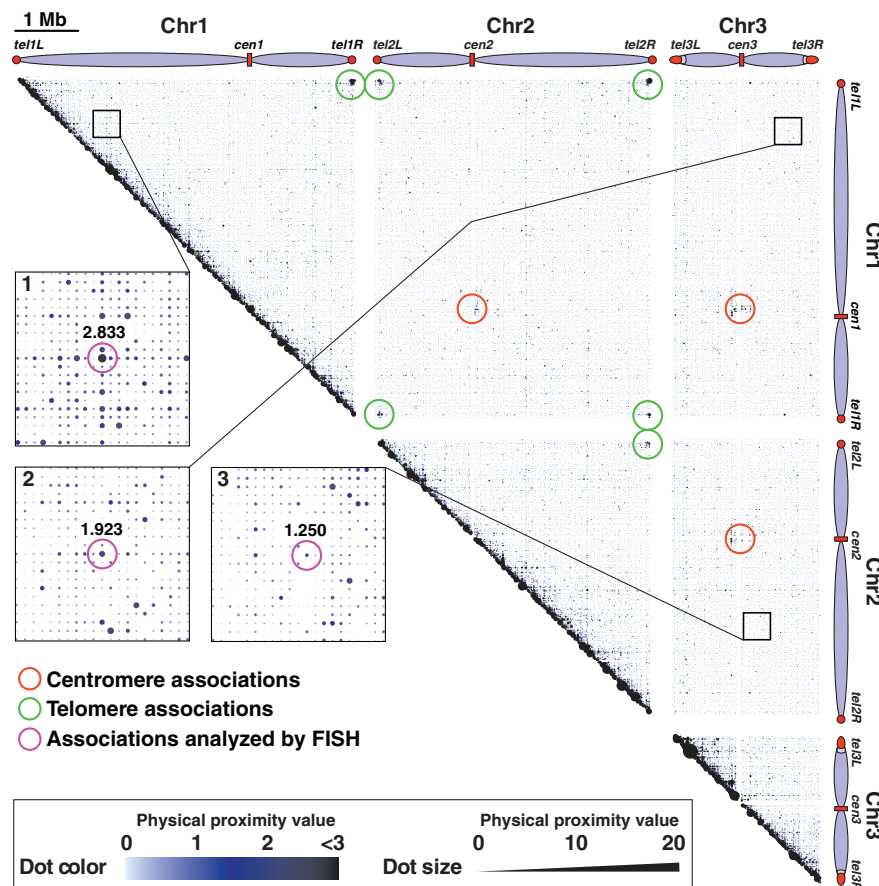 1 Mb
Chr1
Chr2
Chr3
tel1L
cen1
tel1R
tel2L
cen2
tel2R
tel3L
cen3
tel3R
tel1L
Chr1
cen1
tel1R
tel2L
cen2
Chr2
tel2R
tel3L
cen3
Chr3
tel3R
1
2.833
2
1.923
3
1.250
Centromere associations
Telomere associations
Associations analyzed by FISH
Physical proximity value
0 1 2 <3
Dot color
Physical proximity value
0 10 20
Dot size